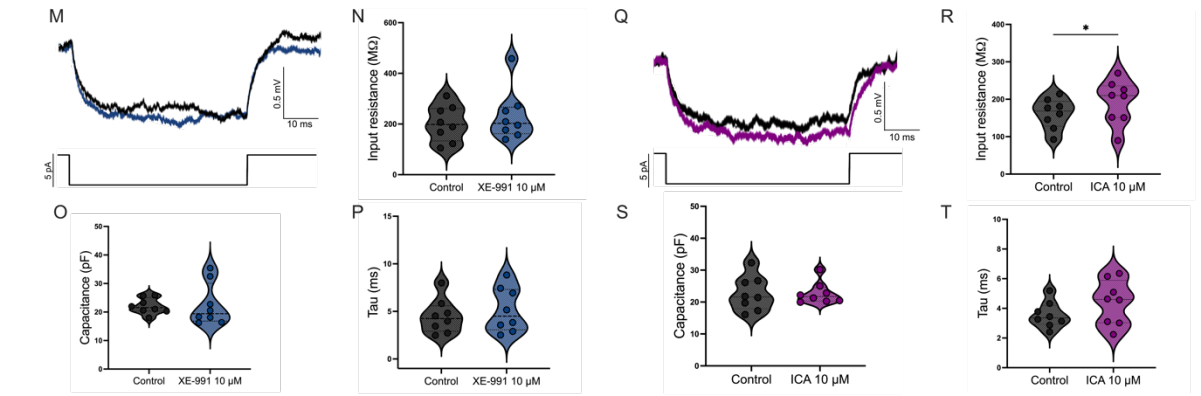 M
0.5 mV
10 ms
5 pA
N
Input resistance (MΩ)
600
400
200
0
Control
XE-991 10 µM
Q
0.5 mV
10 ms
5 pA
R
Input resistance (MΩ)
400
300
200
100
0
*
Control
ICA 10 µM
O
Capacitance (pF)
50
40
30
20
10
0
Control
XE-991 10 µM
P
Tau (ms)
15
10
5
0
Control
XE-991 10 µM
S
Capacitance (pF)
50
40
30
20
10
0
Control
ICA 10 µM
T
Tau (ms)
10
8
6
4
2
0
Control
ICA 10 µM